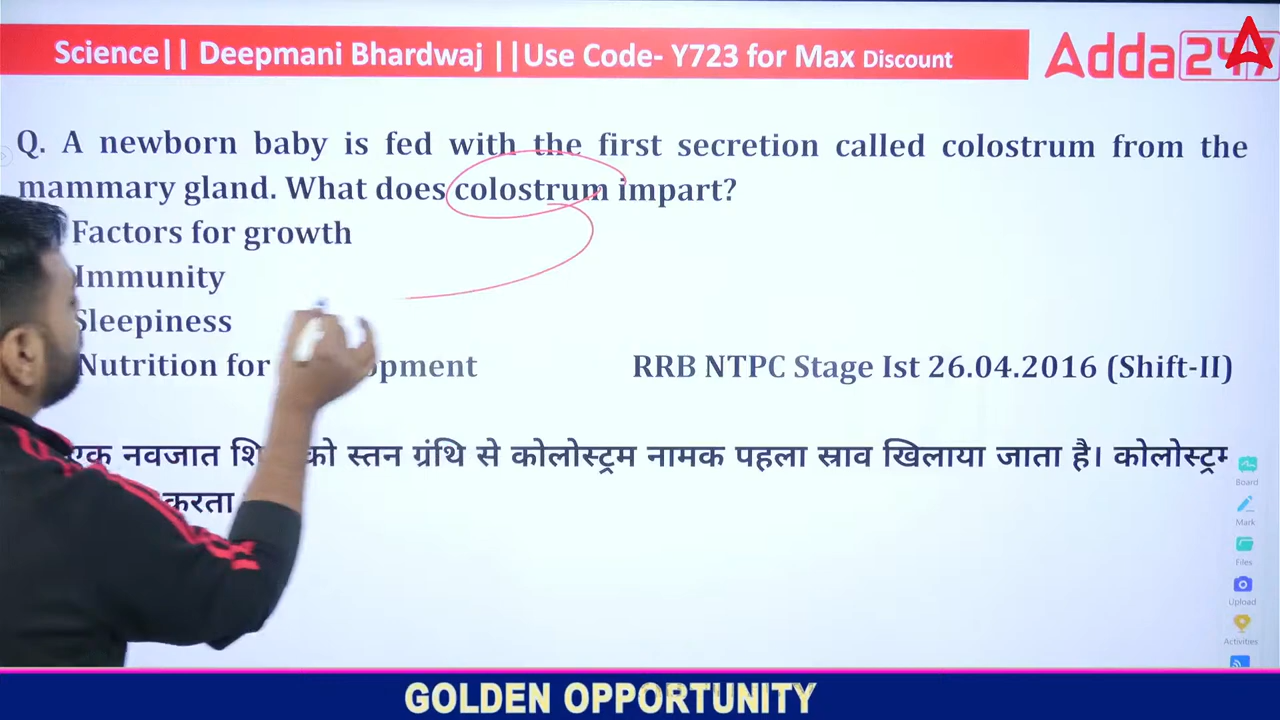 Science|| Deepmani Bhardwaj ||Use Code- Y723 for Max Discount
Adda 247
Q. A newborn baby is fed with the first secretion called colostrum from the
mammary gland. What does colostrum impart?
Factors for growth
Immunity
Sleepiness
Nutrition for
RRB NTPC Stage Ist 26.04.2016 (Shift-II)
एक नवजात को स्तन ग्रंथि से कोलोस्ट्रम नामक पहला स्राव खिलाया जाता है। कोलोस्ट्रम
करता
Board
Mark
Files
Upload
Activities
GOLDEN OPPORTUNITY